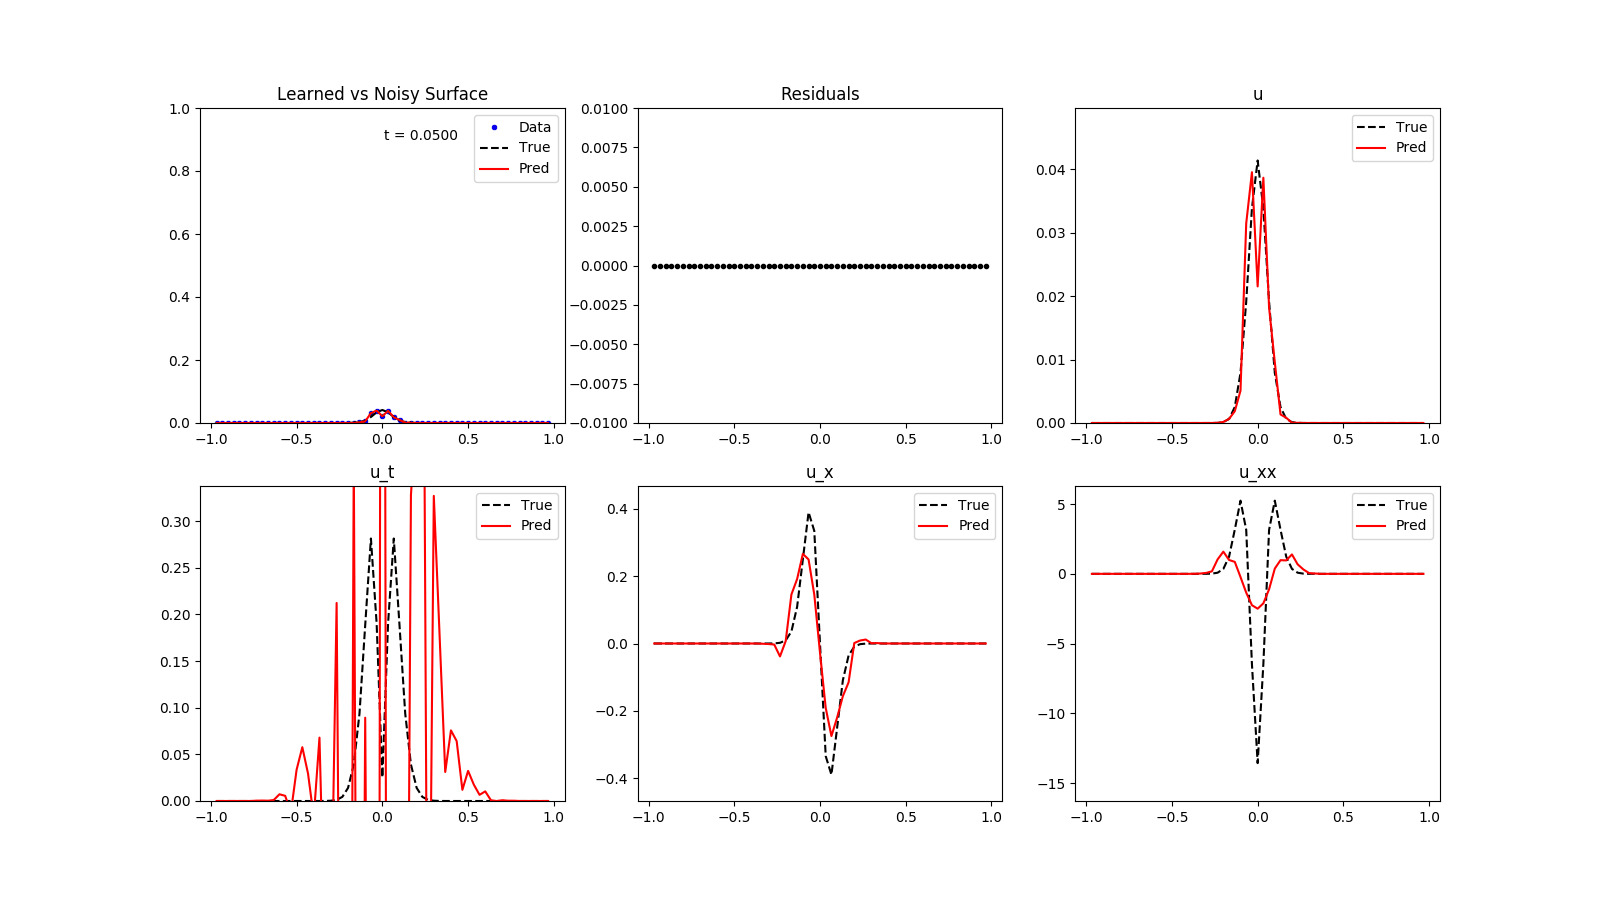 Learned vs Noisy Surface
1.0
0.8
0.6
0.4
0.2
0.0
−1.0 −0.5 0.0 0.5 1.0
t = 0.0500
Data
True
Pred
Residuals
0.0100
0.0075
0.0050
0.0025
0.0000
−0.0025
−0.0050
−0.0075
−0.0100
−1.0 −0.5 0.0 0.5 1.0
u
0.04
0.03
0.02
0.01
0.00
−1.0 −0.5 0.0 0.5 1.0
True
Pred
u_t
0.30
0.25
0.20
0.15
0.10
0.05
0.00
−1.0 −0.5 0.0 0.5 1.0
True
Pred
u_x
0.4
0.2
0.0
−0.2
−0.4
−1.0 −0.5 0.0 0.5 1.0
True
Pred
u_xx
5
0
−5
−10
−15
−1.0 −0.5 0.0 0.5 1.0
True
Pred